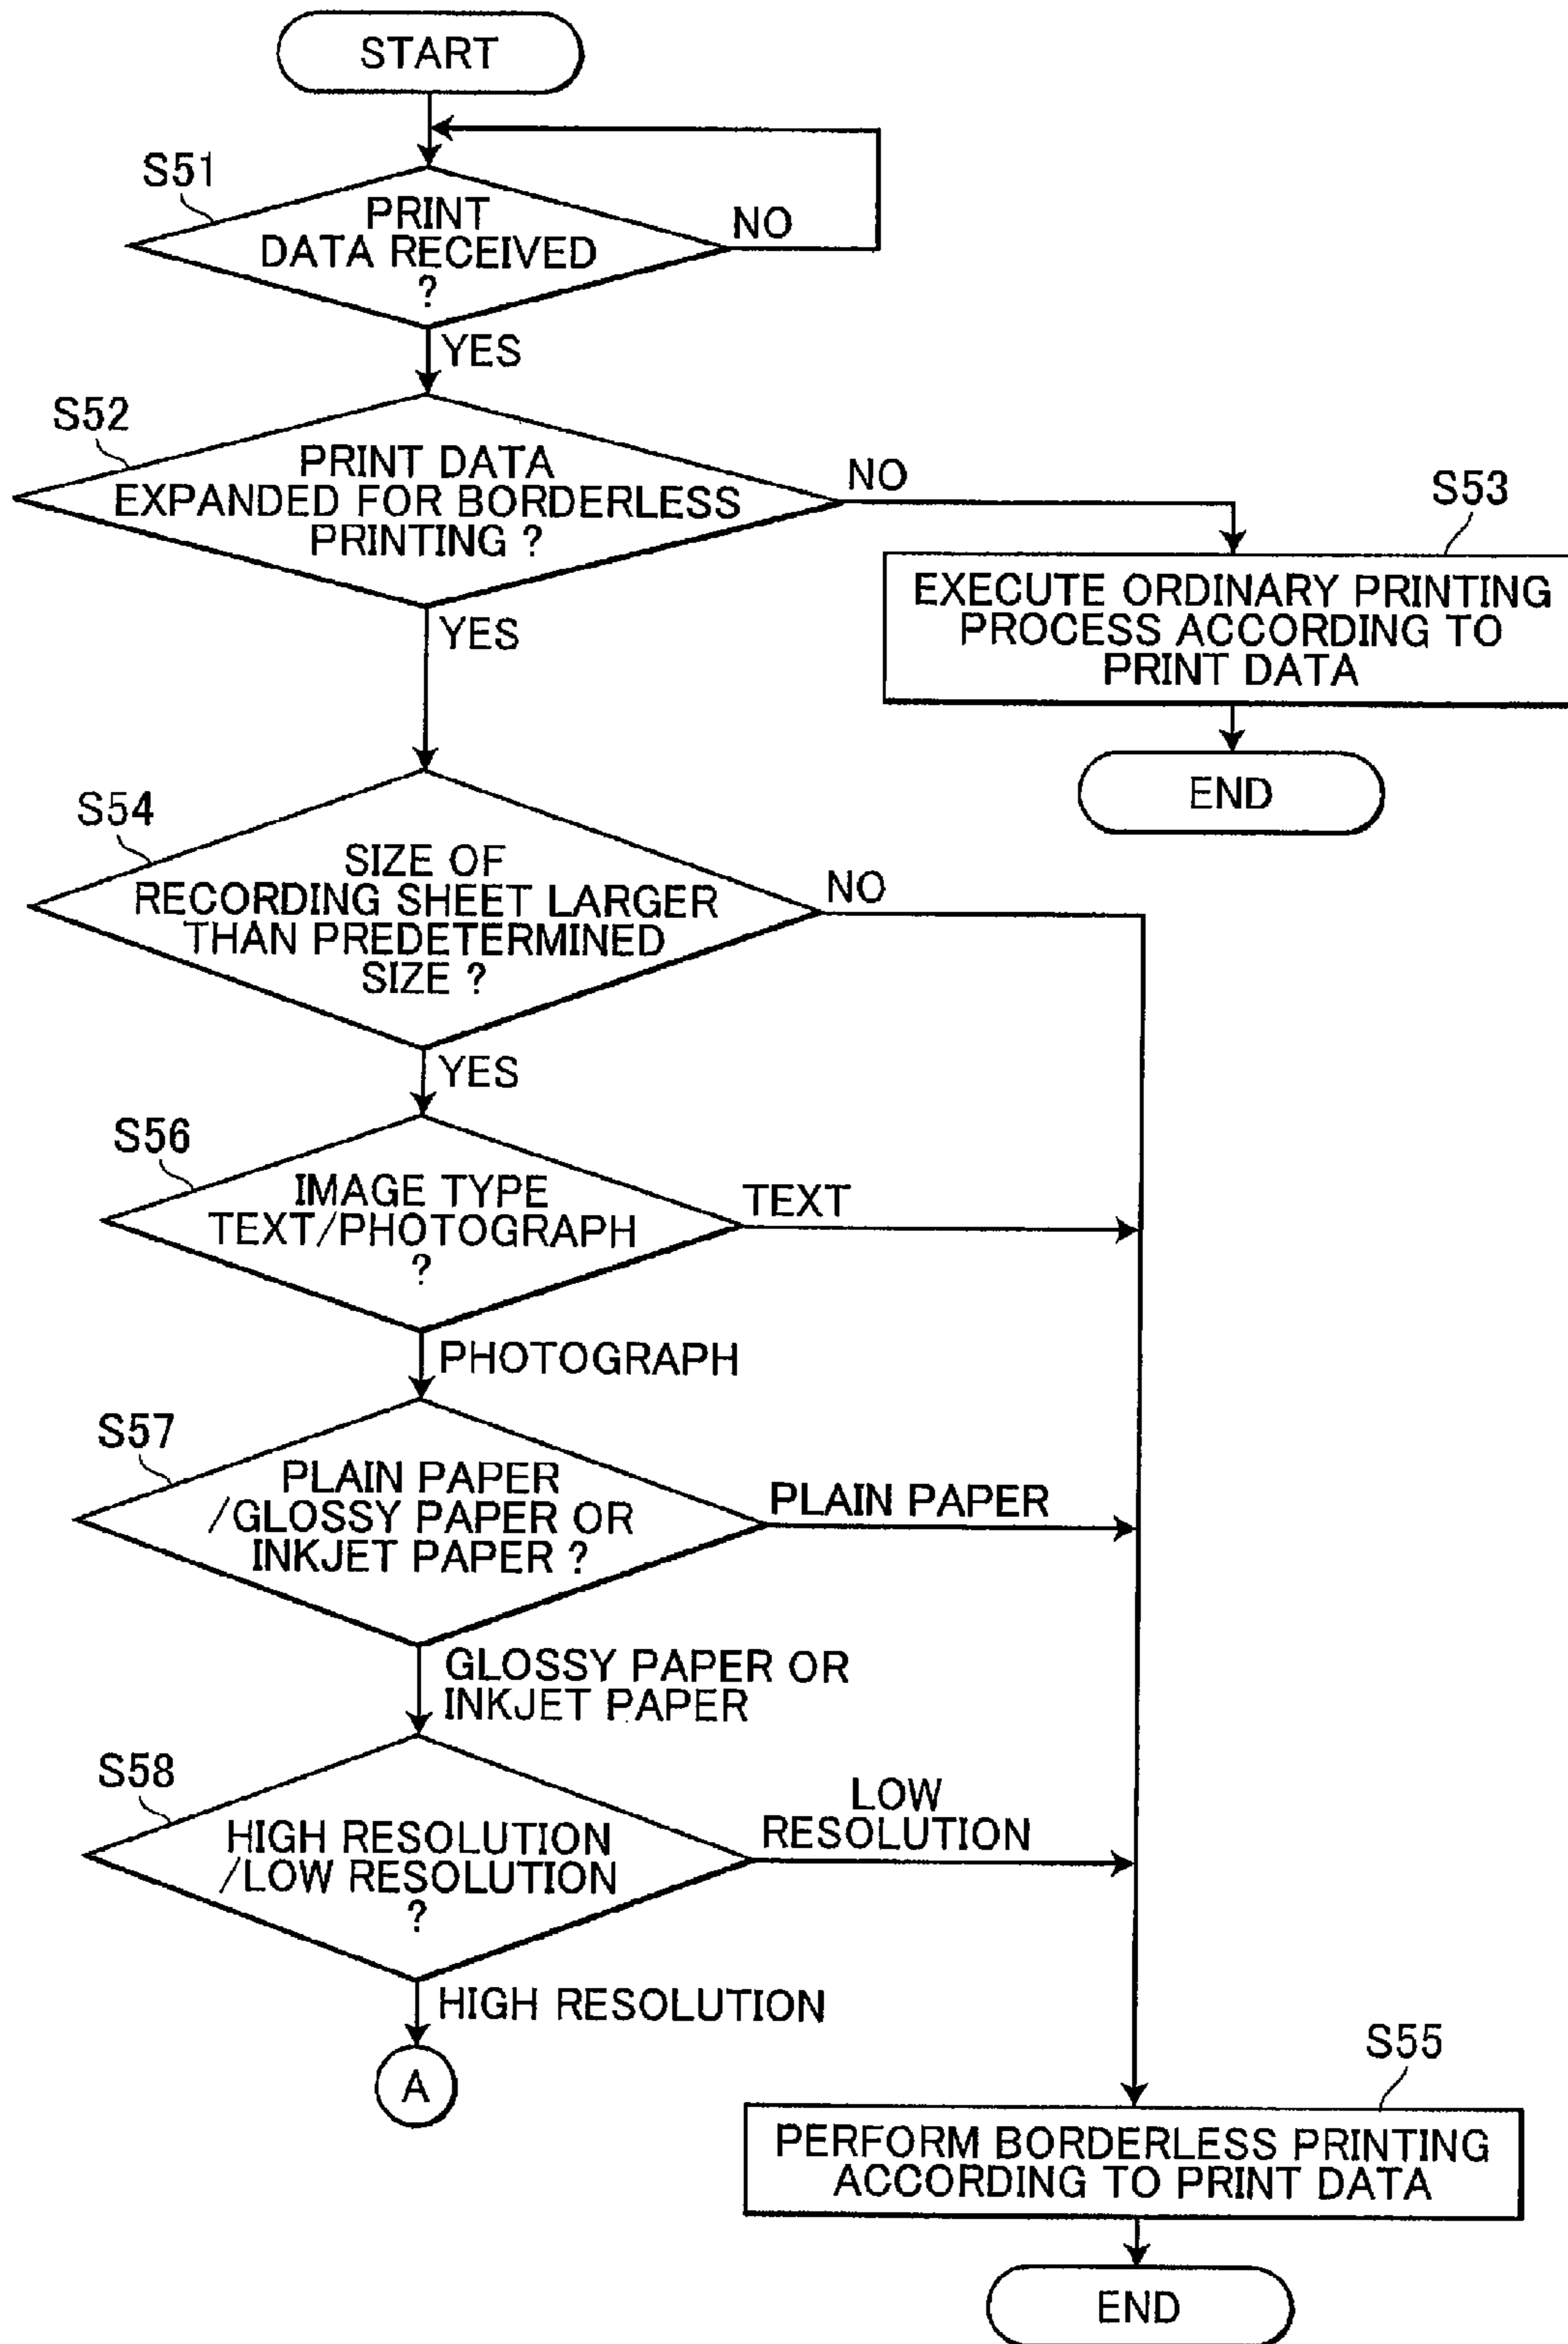 START
S51
PRINT
DATA RECEIVED
?
NO
YES
S52
PRINT DATA
EXPANDED FOR BORDERLESS
PRINTING ?
NO
S53
EXECUTE ORDINARY PRINTING
PROCESS ACCORDING TO
PRINT DATA
END
YES
S54
SIZE OF
RECORDING SHEET LARGER
THAN PREDETERMINED
SIZE ?
NO
YES
S56
IMAGE TYPE
TEXT/PHOTOGRAPH
?
TEXT
PHOTOGRAPH
S57
PLAIN PAPER
/GLOSSY PAPER OR
INKJET PAPER ?
PLAIN PAPER
GLOSSY PAPER OR
INKJET PAPER
S58
HIGH RESOLUTION
/LOW RESOLUTION
?
LOW
RESOLUTION
HIGH RESOLUTION
A
S55
PERFORM BORDERLESS PRINTING
ACCORDING TO PRINT DATA
END